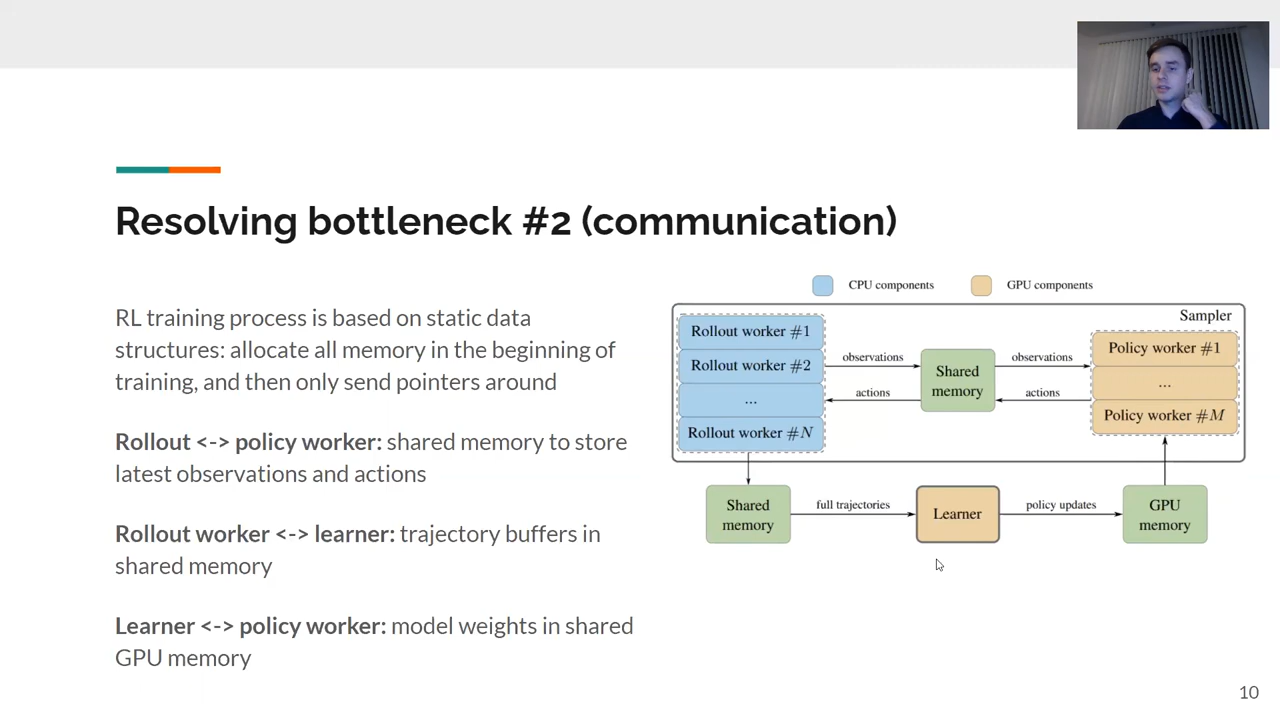 Resolving bottleneck #2 (communication)
RL training process is based on static data
structures: allocate all memory in the beginning of
training, and then only send pointers around
Rollout <-> policy worker: shared memory to store
latest observations and actions
Rollout worker <-> learner: trajectory buffers in
shared memory
Learner <-> policy worker: model weights in shared
GPU memory
CPU components
GPU components
Sampler
Rollout worker #1
Rollout worker #2
...
Rollout worker #N
observations
actions
Shared
memory
observations
actions
Policy worker #1
...
Policy worker #M
Shared
memory
full trajectories
Learner
policy updates
GPU
memory
10